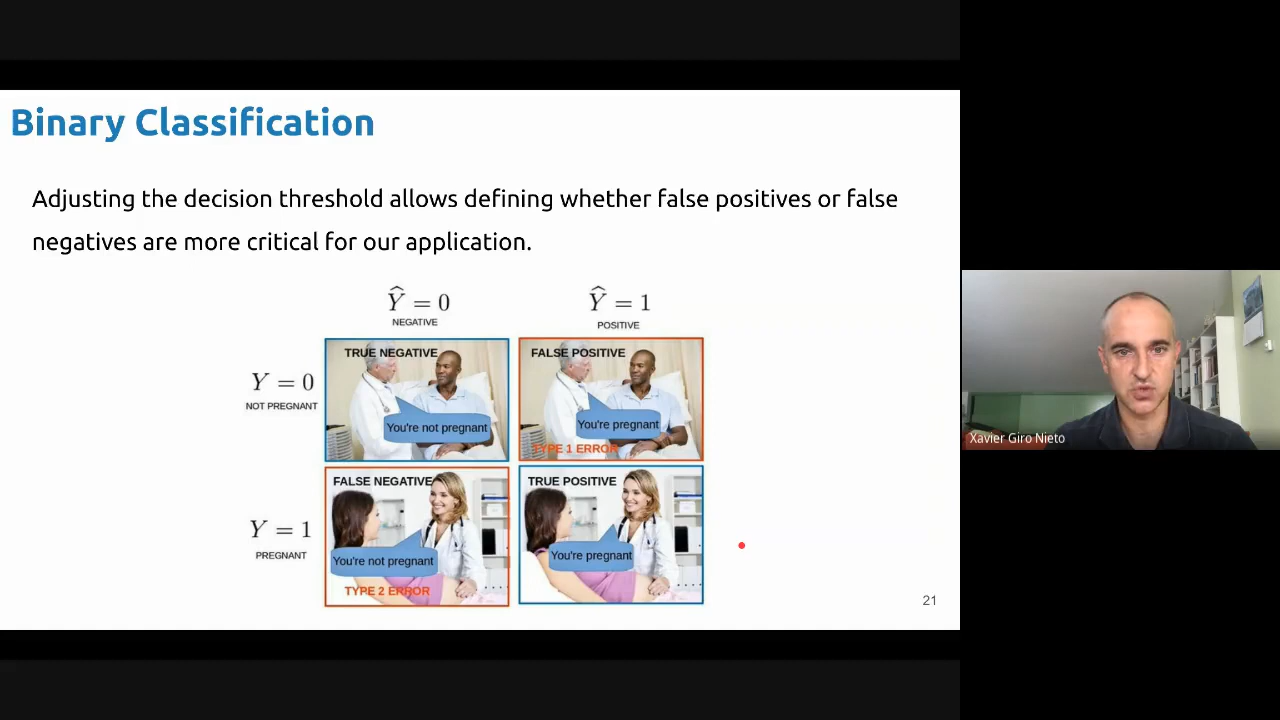 Binary Classification
Adjusting the decision threshold allows defining whether false positives or false
negatives are more critical for our application.
Ŷ = 0
NEGATIVE
Ŷ = 1
POSITIVE
Y = 0
NOT PREGNANT
TRUE NEGATIVE
You're not pregnant
FALSE POSITIVE
You're pregnant
TYPE 1 ERROR
Y = 1
PREGNANT
FALSE NEGATIVE
You're not pregnant
TYPE 2 ERROR
TRUE POSITIVE
You're pregnant
21
Xavier Giro Nieto